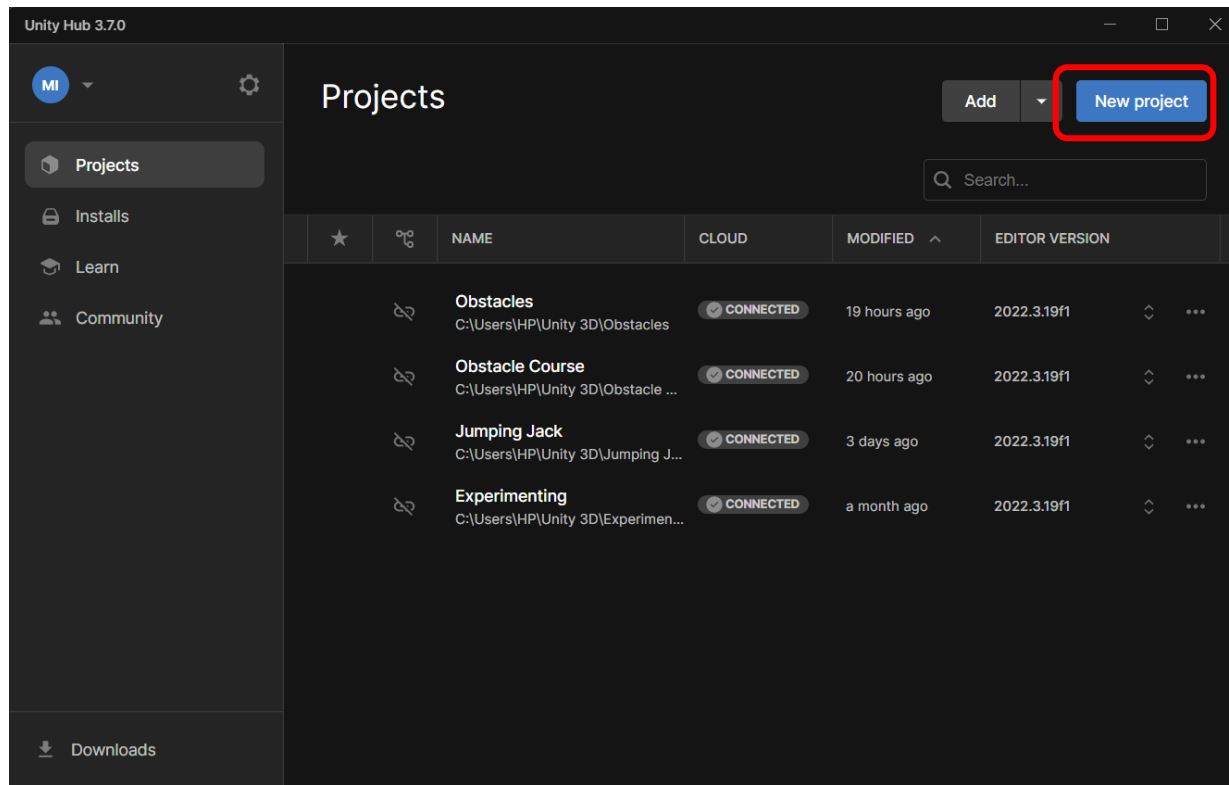 Unity Hub 3.7.0
MI
Projects
Add
New project
Projects
Installs
Learn
Community
Search...
NAME CLOUD MODIFIED EDITOR VERSION
Obstacles
C:\Users\HP\Unity 3D\Obstacles
CONNECTED 19 hours ago 2022.3.19f1
Obstacle Course
C:\Users\HP\Unity 3D\Obstacle ...
CONNECTED 20 hours ago 2022.3.19f1
Jumping Jack
C:\Users\HP\Unity 3D\Jumping J...
CONNECTED 3 days ago 2022.3.19f1
Experimenting
C:\Users\HP\Unity 3D\Experimen...
CONNECTED a month ago 2022.3.19f1
Downloads